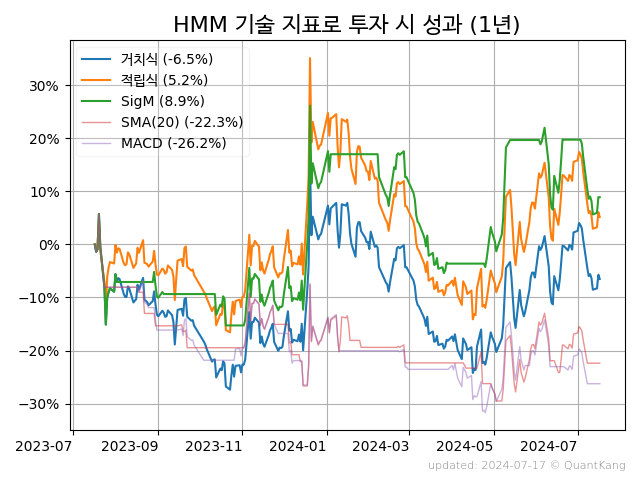 HMM 기술 지표로 투자 시 성과 (1년)
거치식 (-6.5%)
적립식 (5.2%)
SigM (8.9%)
SMA(20) (-22.3%)
MACD (-26.2%)
30%
20%
10%
0%
−10%
−20%
−30%
2023-07 2023-09 2023-11 2024-01 2024-03 2024-05 2024-07
updated: 2024-07-17 © QuantKang